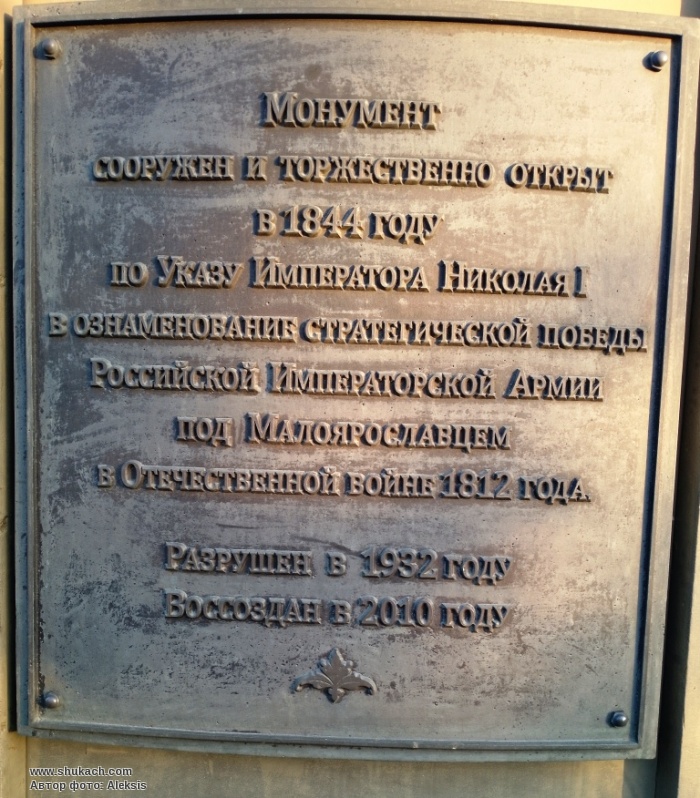 Монумент
сооружен и торжественно открыт
в 1844 году
по Указу Императора Николая I
в ознаменование стратегической победы
Российской Императорской Армии
под Малоярославцем
в Отечественной войне 1812 года.
Разрушен в 1932 году
Воссоздан в 2010 году
www.shukach.com
Автор фото: Aleksis